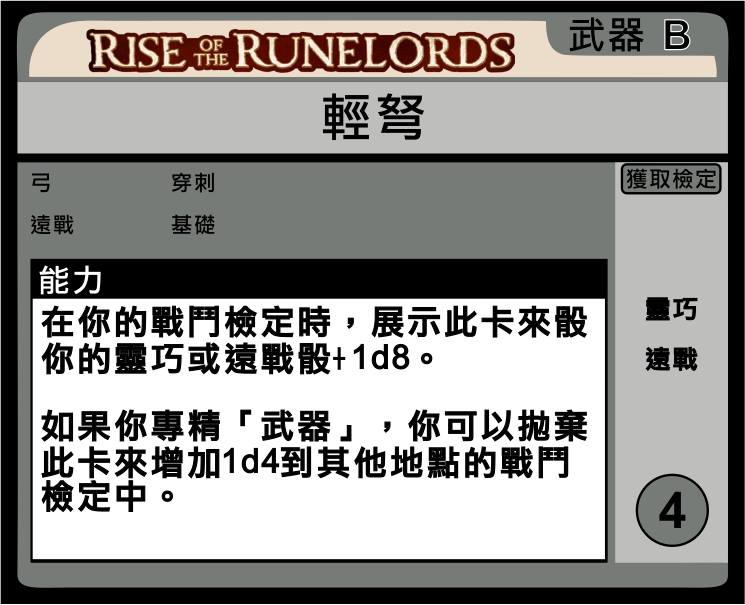 RISE OF THE RUNELORDS
武器 B
輕弩
弓 穿刺
遠戰 基礎
獲取檢定
能力
在你的戰鬥檢定時，展示此卡來骰
你的靈巧或遠戰骰+1d8。
如果你專精「武器」，你可以拋棄
此卡來增加1d4到其他地點的戰鬥
檢定中。
靈巧
遠戰
4